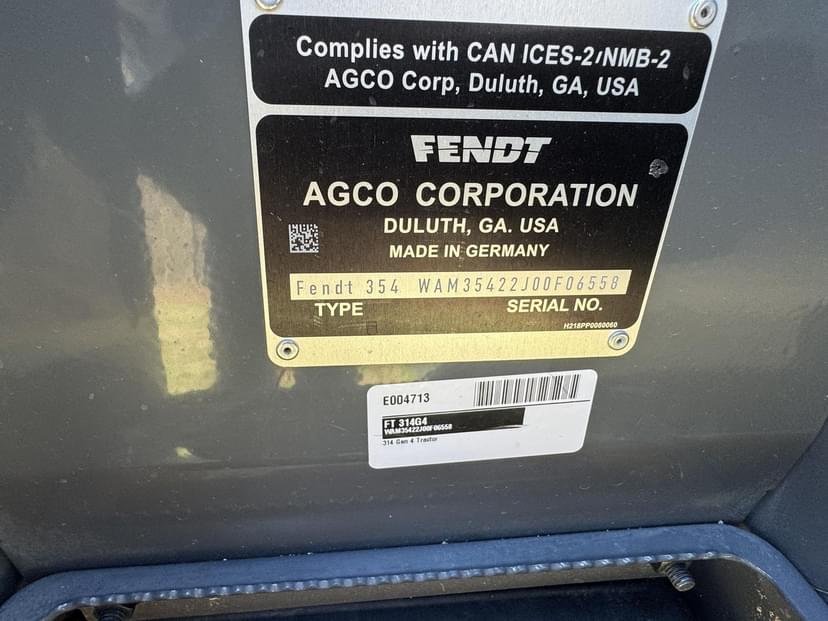 Complies with CAN ICES-2/NMB-2
AGCO Corp, Duluth, GA, USA
FENDT
AGCO CORPORATION
DULUTH, GA. USA
MADE IN GERMANY
Fendt 354 WAM35422J00F06558
TYPE SERIAL NO.
H218PP0080060
E004713
FT 314G4
WAM35422J00F06558
314 Gen 4 Tractor